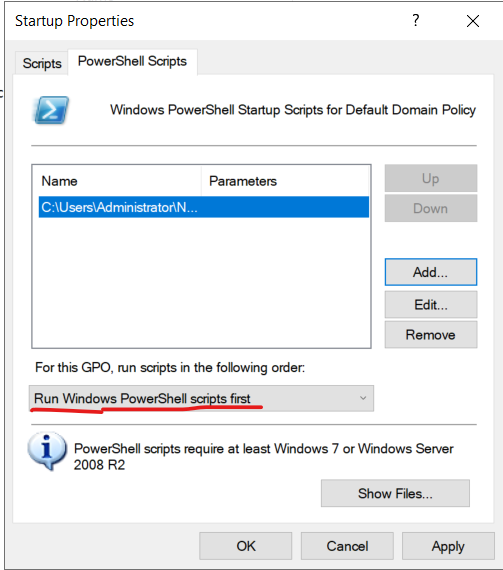 Startup Properties
?
Scripts
PowerShell Scripts
Windows PowerShell Startup Scripts for Default Domain Policy
Name
Parameters
C:\Users\Administrator\N...
Up
Down
Add...
Edit...
Remove
For this GPO, run scripts in the following order:
Run Windows PowerShell scripts first
PowerShell scripts require at least Windows 7 or Windows Server
2008 R2
Show Files...
OK
Cancel
Apply